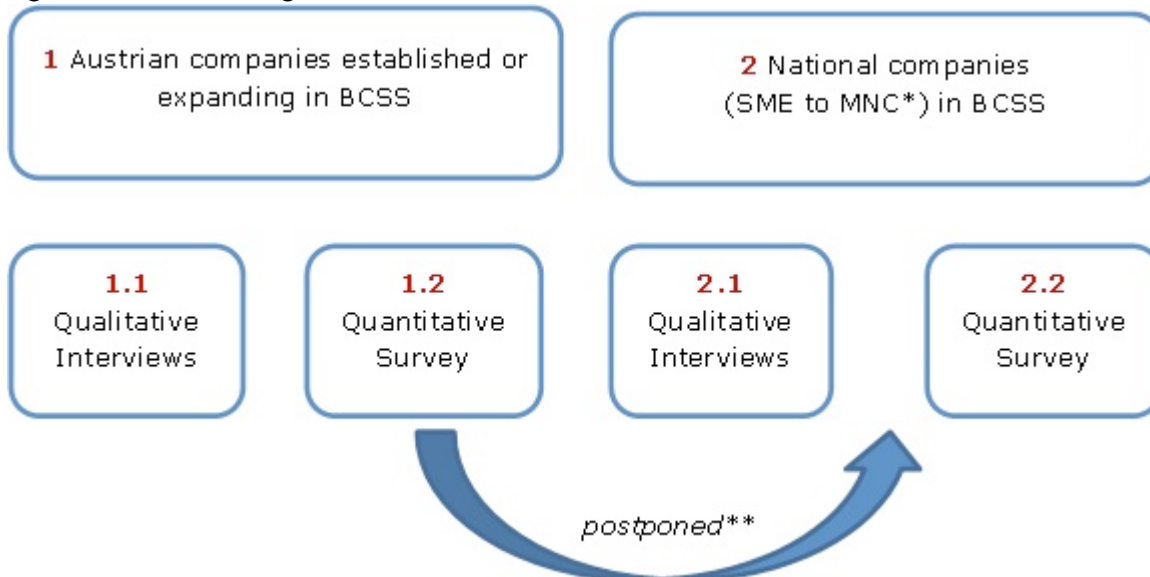 1 Austrian companies established or
expanding in BCSS
2 National companies
(SME to MNC*) in BCSS
1.1
Qualitative
Interviews
1.2
Quantitative
Survey
2.1
Qualitative
Interviews
2.2
Quantitative
Survey
postponed**